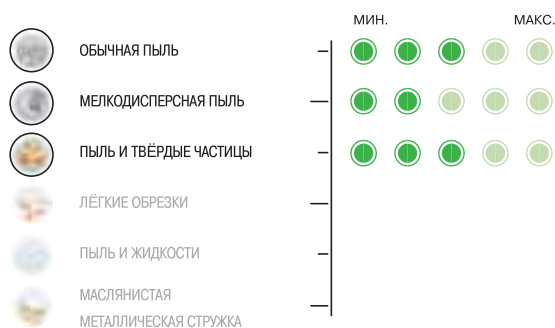 МИН. МАКС.
ОБЫЧНАЯ ПЫЛЬ
МЕЛКОДИСПЕРСНАЯ ПЫЛЬ
ПЫЛЬ И ТВЁРДЫЕ ЧАСТИЦЫ
ЛЁГКИЕ ОБРЕЗКИ
ПЫЛЬ И ЖИДКОСТИ
МАСЛЯНИСТАЯ
МЕТАЛЛИЧЕСКАЯ СТРУЖКА